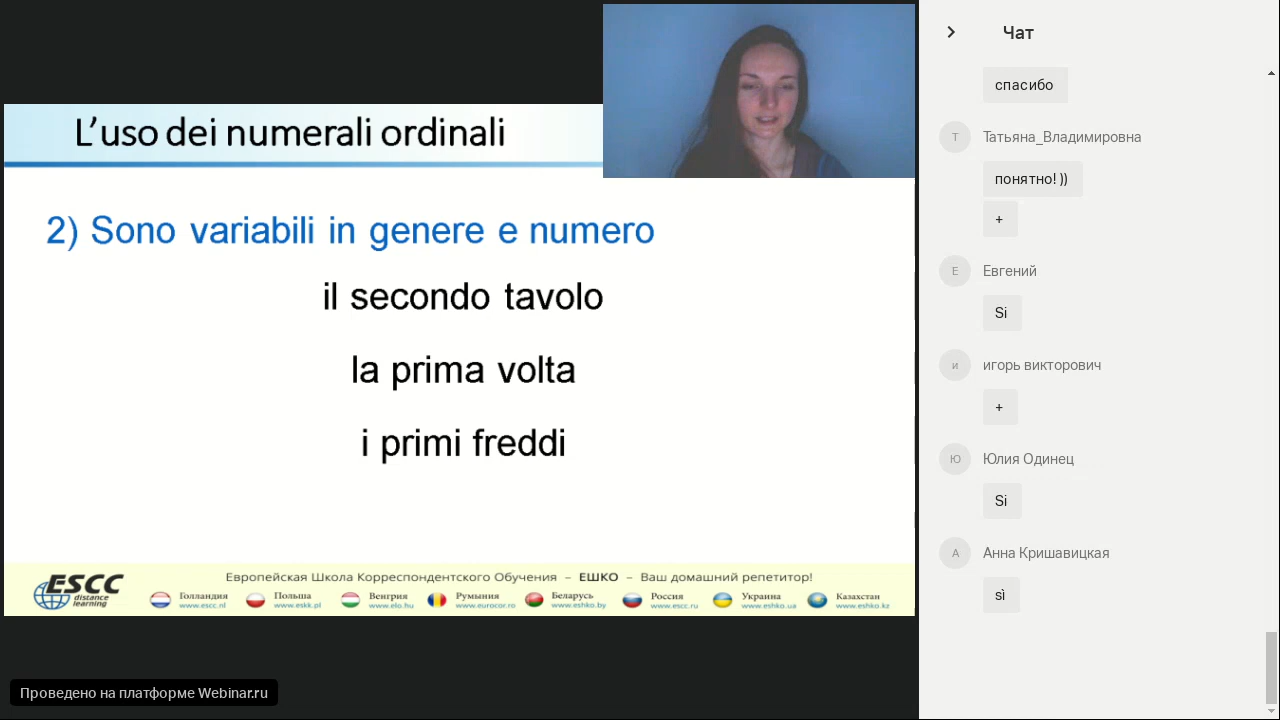 L’uso dei numerali ordinali
2) Sono variabili in genere e numero
il secondo tavolo
la prima volta
i primi freddi
ESCC
distance
learning
Европейская Школа Корреспондентского Обучения – ЕШКО – Ваш домашний репетитор!
Голландия
www.escc.nl
Польша
www.eskk.pl
Венгрия
www.elo.hu
Румыния
www.eurocor.ro
Беларусь
www.eshko.by
Россия
www.escc.ru
Украина
www.eshko.ua
Казахстан
www.eshko.kz
Проведено на платформе Webinar.ru
Чат
спасибо
Т
Татьяна_Владимировна
понятно! ))
+
Е
Евгений
Si
и
игорь викторович
+
Ю
Юлия Одинец
Si
А
Анна Кришавицкая
sì